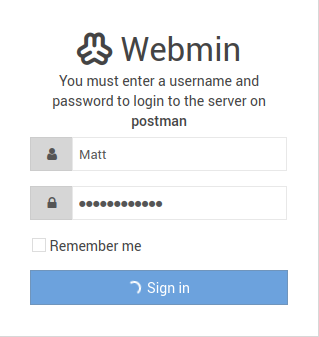 Webmin
You must enter a username and
password to login to the server on
postman
Matt
●●●●●●●●●●●●
Remember me
Sign in